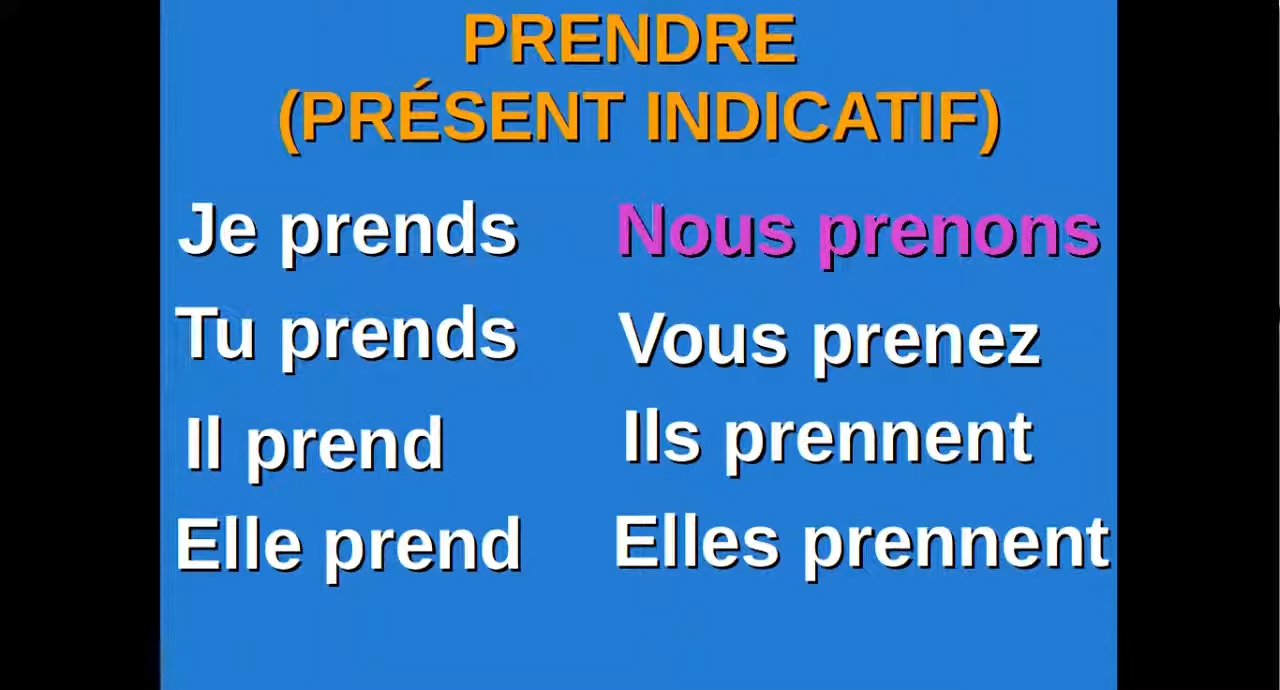 PRENDRE
(PRÉSENT INDICATIF)
Je prends
Tu prends
Il prend
Elle prend
Nous prenons
Vous prenez
Ils prennent
Elles prennent